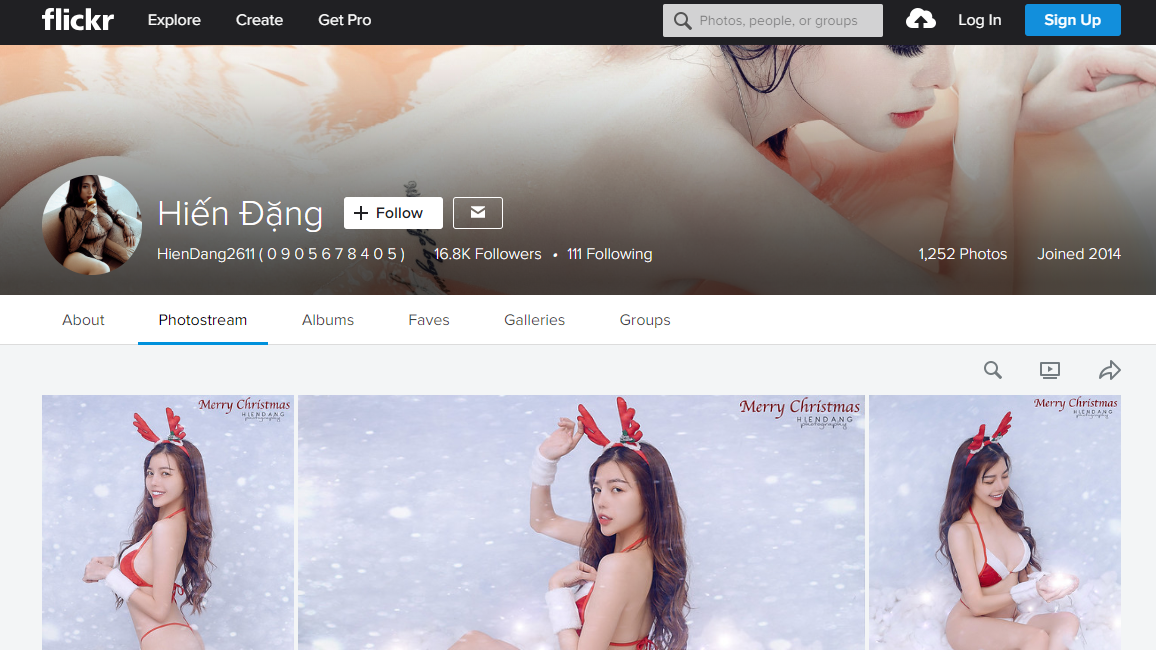 flickr Explore Create Get Pro Photos, people, or groups Log In Sign Up
Hiến Đặng + Follow
HienDang2611 ( 0 9 0 5 6 7 8 4 0 5 ) 16.8K Followers • 111 Following 1,252 Photos Joined 2014
About Photostream Albums Faves Galleries Groups
Merry Christmas
HIENDANG
Merry Christmas
HIENDANG
photography
Merry Christmas
HIENDANG